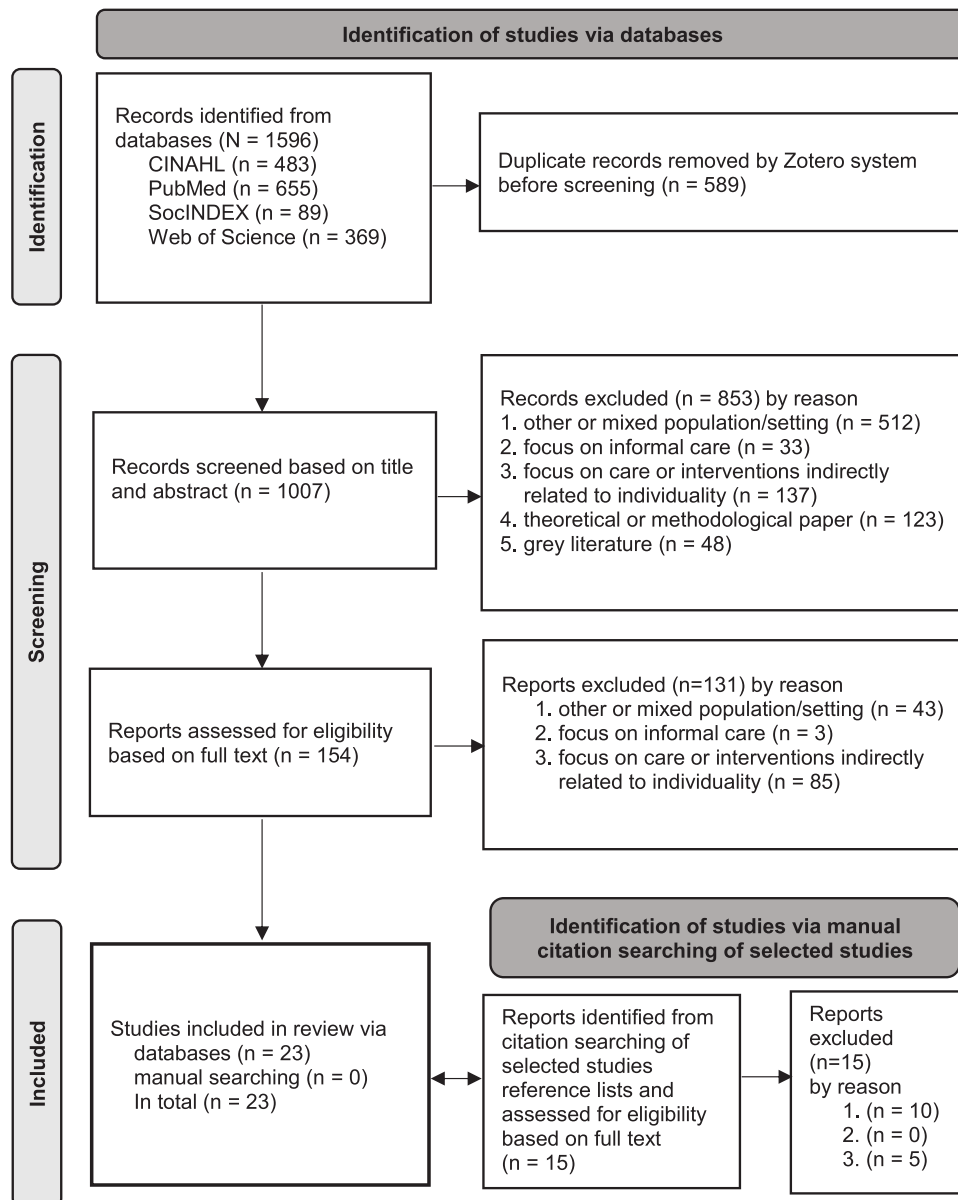 Identification of studies via databases
Identification
Records identified from
databases (N = 1596)
CINAHL (n = 483)
PubMed (n = 655)
SocINDEX (n = 89)
Web of Science (n = 369)
Duplicate records removed by Zotero system
before screening (n = 589)
Screening
Records screened based on title
and abstract (n = 1007)
Records excluded (n = 853) by reason
1. other or mixed population/setting (n = 512)
2. focus on informal care (n = 33)
3. focus on care or interventions indirectly
related to individuality (n = 137)
4. theoretical or methodological paper (n = 123)
5. grey literature (n = 48)
Reports assessed for eligibility
based on full text (n = 154)
Reports excluded (n=131) by reason
1. other or mixed population/setting (n = 43)
2. focus on informal care (n = 3)
3. focus on care or interventions indirectly
related to individuality (n = 85)
Identification of studies via manual
citation searching of selected studies
Included
Studies included in review via
databases (n = 23)
manual searching (n = 0)
In total (n = 23)
Reports identified from
citation searching of
selected studies
reference lists and
assessed for eligibility
based on full text
(n = 15)
Reports
excluded
(n=15)
by reason
1. (n = 10)
2. (n = 0)
3. (n = 5)